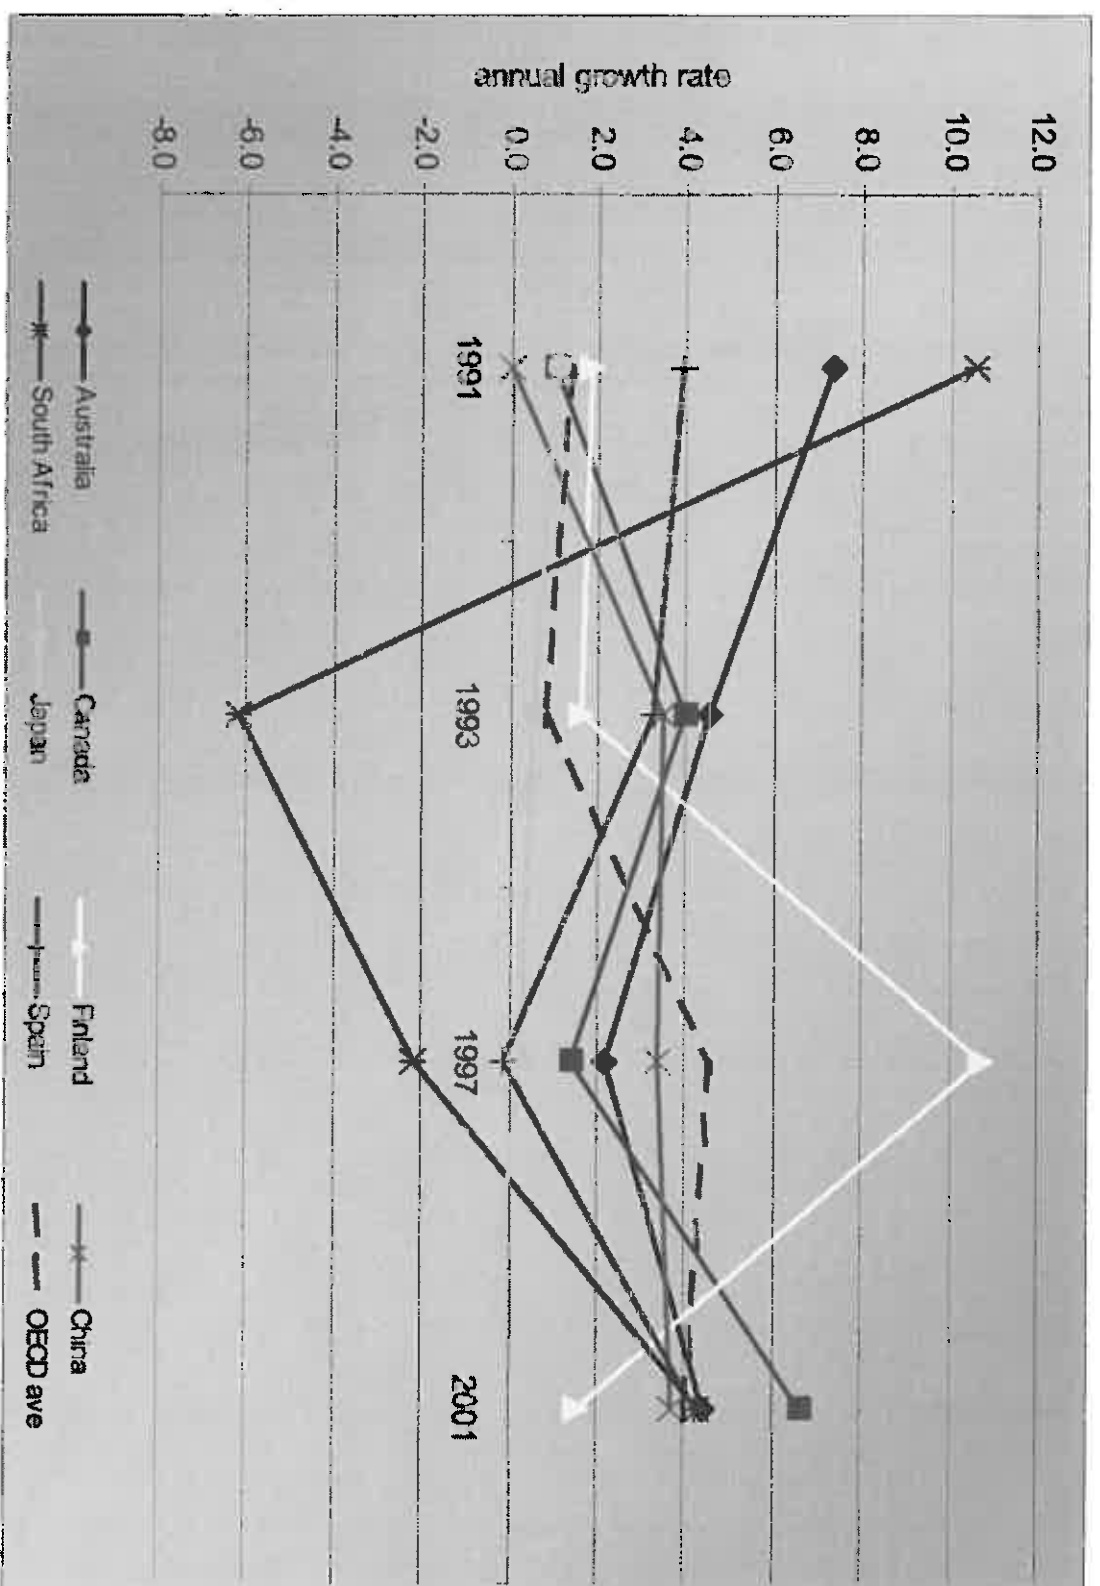 annual growth rate
12.0
10.0
8.0
6.0
4.0
2.0
0.0
-2.0
-4.0
-6.0
-8.0
1991
1993
1997
2001
Australia
Canada
Finland
China
South Africa
Japan
Spain
OECD ave